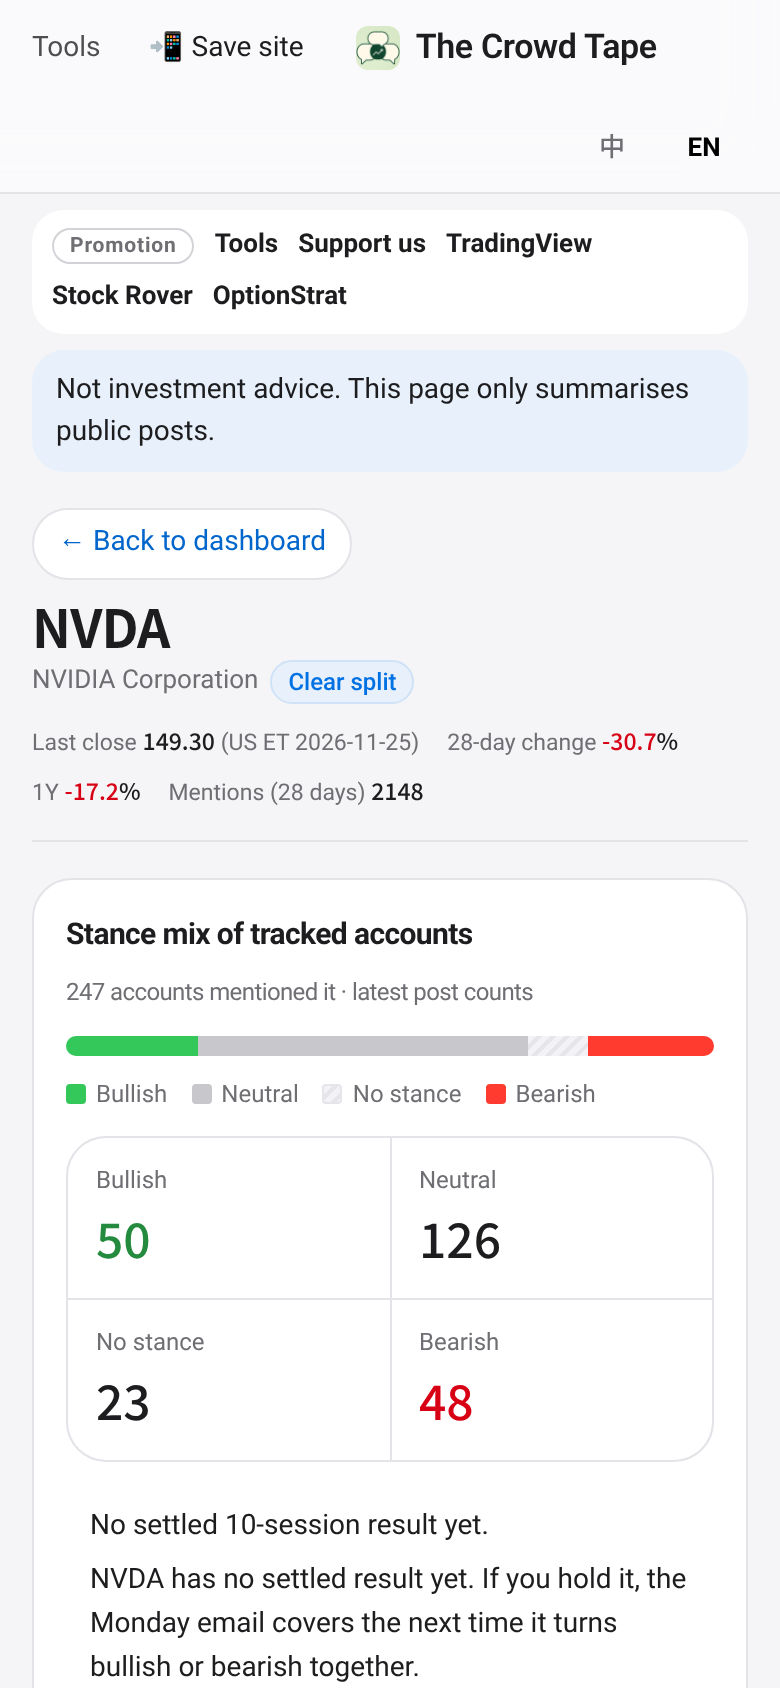 Tools Save site The Crowd Tape
中 EN
Promotion Tools Support us TradingView
Stock Rover OptionStrat
Not investment advice. This page only summarises
public posts.
← Back to dashboard
NVDA
NVIDIA Corporation Clear split
Last close 149.30 (US ET 2026-11-25) 28-day change -30.7%
1Y -17.2% Mentions (28 days) 2148
Stance mix of tracked accounts
247 accounts mentioned it · latest post counts
Bullish Neutral No stance Bearish
Bullish Neutral
50 126
No stance Bearish
23 48
No settled 10-session result yet.
NVDA has no settled result yet. If you hold it, the
Monday email covers the next time it turns
bullish or bearish together.